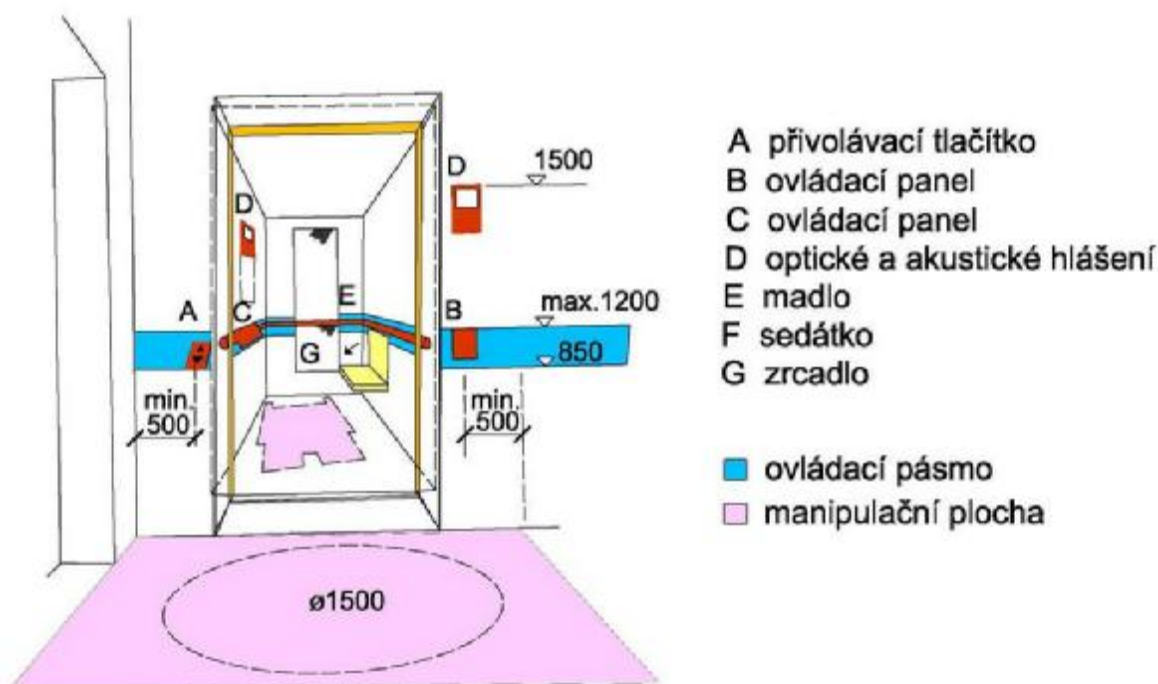 D
1500
D
A
C
E
max.1200
B
G
850
min.
500
min.
500
ø1500
A přivolávací tlačítko
B ovládací panel
C ovládací panel
D optické a akustické hlášení
E madlo
F sedátko
G zrcadlo
ovládací pásmo
manipulační plocha